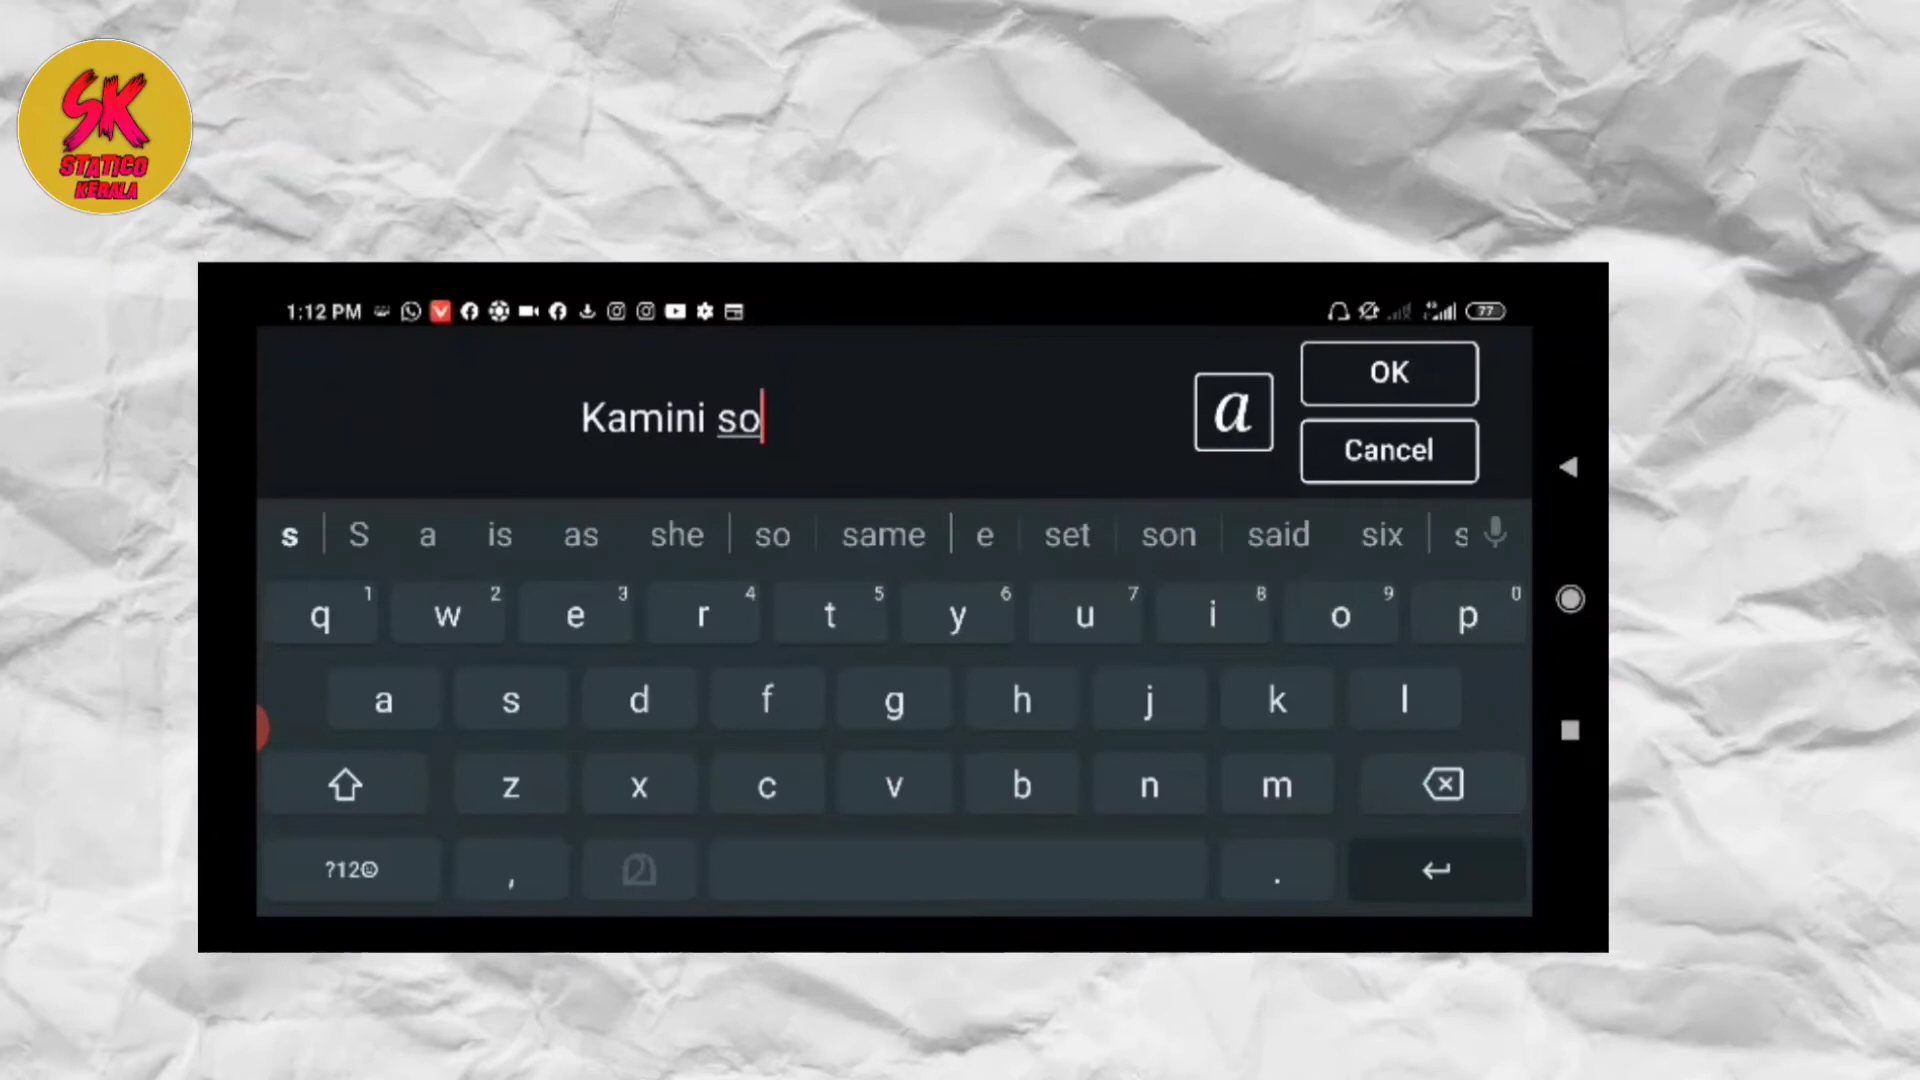 SK
STATICO
KERALA
1:12 PM
4G
77
Kamini so
a
OK
Cancel
s S a is as she so same e set son said six s
1 2 3 4 5 6 7 8 9 0
q w e r t y u i o p
a s d f g h j k l
z x c v b n m
?12☺ , മ .